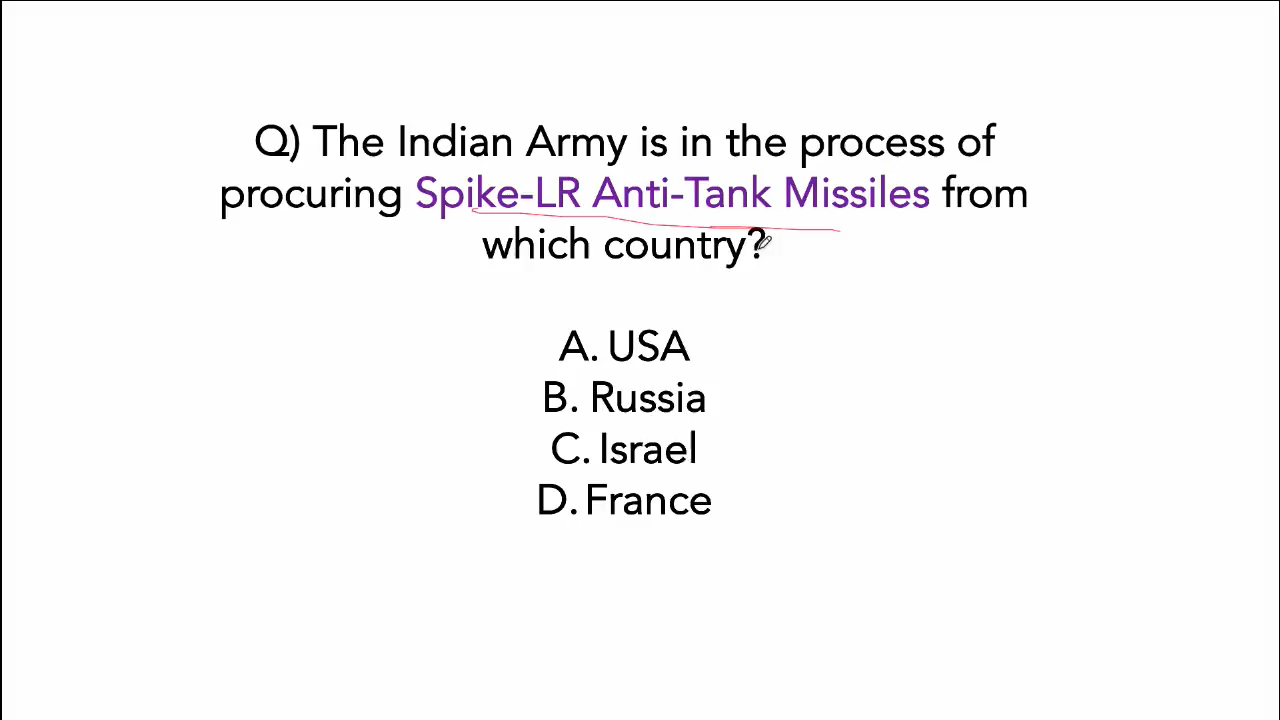 Q) The Indian Army is in the process of
procuring Spike-LR Anti-Tank Missiles from
which country?
A. USA
B. Russia
C. Israel
D. France